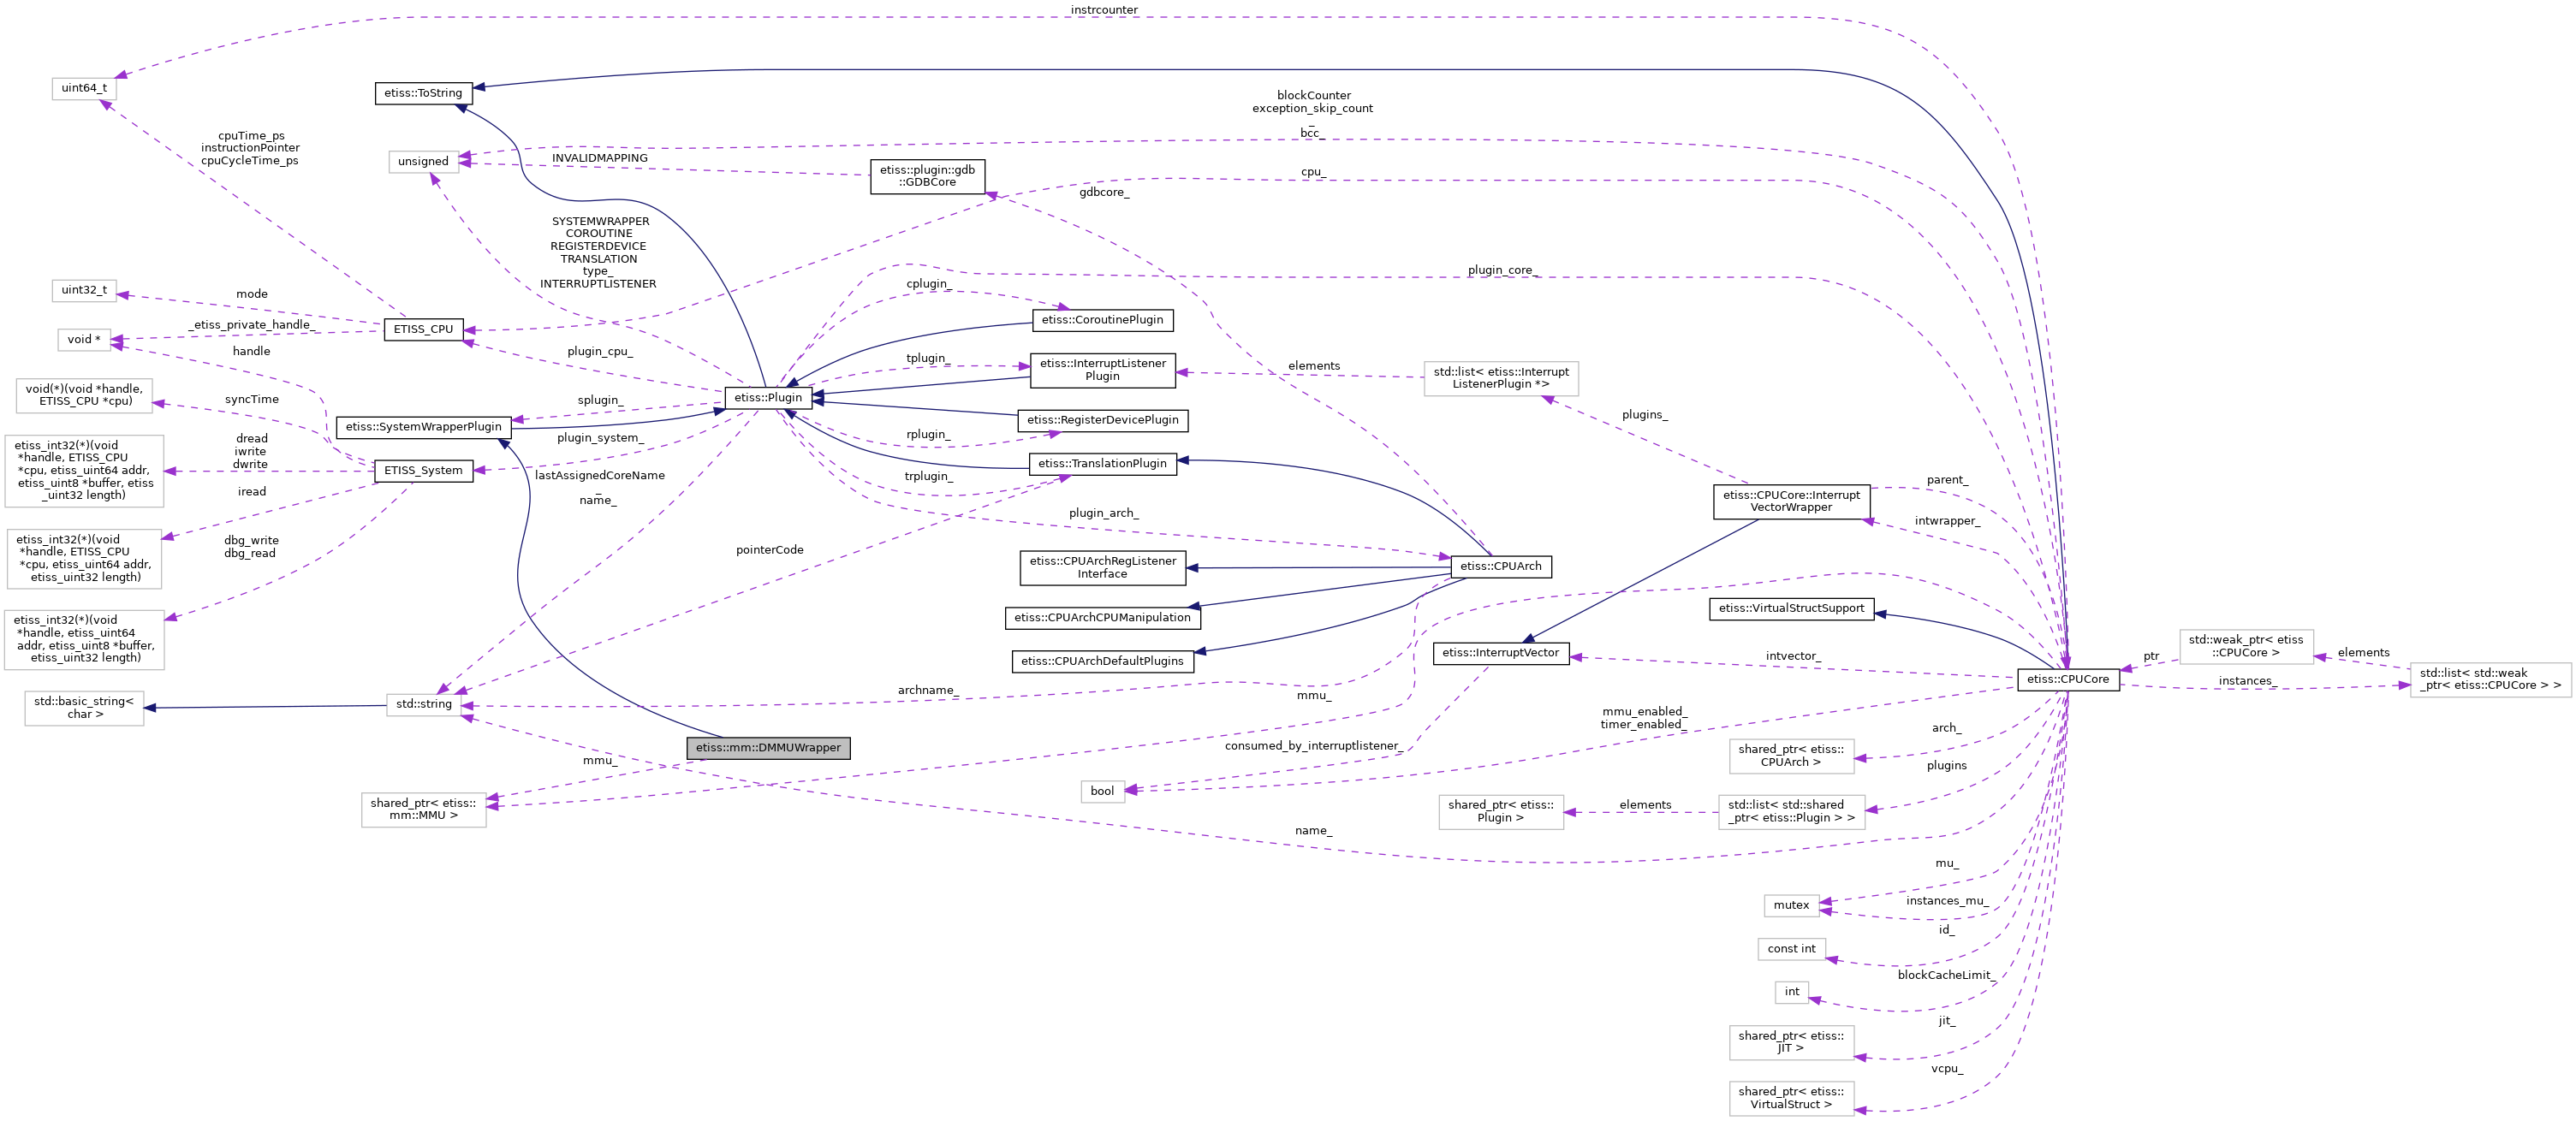 instrcounter
uint64_t
etiss::ToString
blockCounter
exception_skip_count
_
bcc_
cpuTime_ps
instructionPointer
cpuCycleTime_ps
unsigned
INVALIDMAPPING
etiss::plugin::gdb
::GDBCore
cpu_
gdbcore_
SYSTEMWRAPPER
COROUTINE
REGISTERDEVICE
TRANSLATION
type_
INTERRUPTLISTENER
plugin_core_
uint32_t
mode
cplugin_
_etiss_private_handle_
ETISS_CPU
etiss::CoroutinePlugin
void *
handle
plugin_cpu_
tplugin_
etiss::InterruptListener
Plugin
elements
std::list< etiss::Interrupt
ListenerPlugin *>
void(*)(void *handle,
ETISS_CPU *cpu)
syncTime
splugin_
etiss::Plugin
etiss::SystemWrapperPlugin
plugin_system_
rplugin_
etiss::RegisterDevicePlugin
plugins_
etiss_int32(*)(void
*handle, ETISS_CPU
*cpu, etiss_uint64 addr,
etiss_uint8 *buffer, etiss
_uint32 length)
dread
iwrite
dwrite
ETISS_System
lastAssignedCoreName
_
name_
trplugin_
etiss::TranslationPlugin
iread
plugin_arch_
etiss::CPUCore::Interrupt
VectorWrapper
parent_
intwrapper_
etiss_int32(*)(void
*handle, ETISS_CPU
*cpu, etiss_uint64 addr,
etiss_uint32 length)
dbg_write
dbg_read
pointerCode
etiss::CPUArchRegListener
Interface
etiss::CPUArch
etiss_int32(*)(void
*handle, etiss_uint64
addr, etiss_uint8 *buffer,
etiss_uint32 length)
etiss::CPUArchCPUManipulation
etiss::VirtualStructSupport
etiss::CPUArchDefaultPlugins
etiss::InterruptVector
intvector_
etiss::CPUCore
ptr
std::weak_ptr< etiss
::CPUCore >
elements
instances_
std::list< std::weak
_ptr< etiss::CPUCore > >
std::basic_string<
char >
std::string
archname_
mmu_
mmu_enabled_
timer_enabled_
arch_
etiss::mm::DMMUWrapper
mmu_
consumed_by_interruptlistener_
shared_ptr< etiss::
CPUArch >
plugins
shared_ptr< etiss::
mm::MMU >
bool
shared_ptr< etiss::
Plugin >
elements
std::list< std::shared
_ptr< etiss::Plugin > >
name_
mu_
mutex
instances_mu_
id_
const int
blockCacheLimit_
int
jit_
shared_ptr< etiss::
JIT >
vcpu_
shared_ptr< etiss::
VirtualStruct >